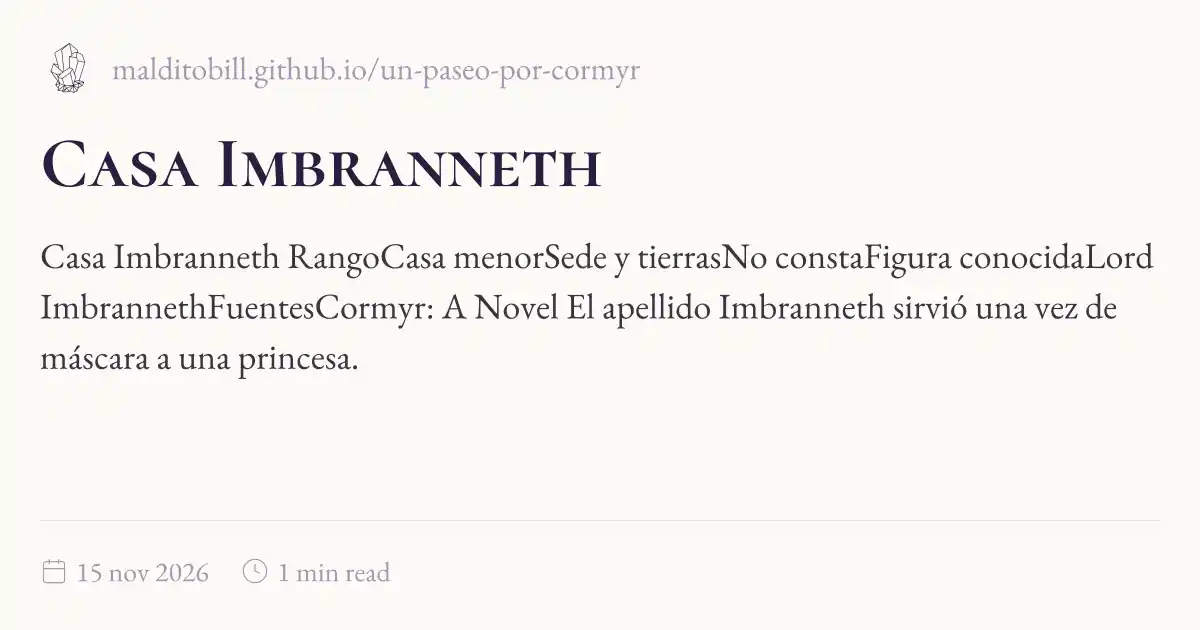 malditobill.github.io/un-paseo-por-cormyr
Casa Imbranneth
Casa Imbranneth RangoCasa menorSede y tierrasNo constaFigura conocidaLord
ImbrannethFuentesCormyr: A Novel El apellido Imbranneth sirvió una vez de
máscara a una princesa.
15 nov 2026
1 min read